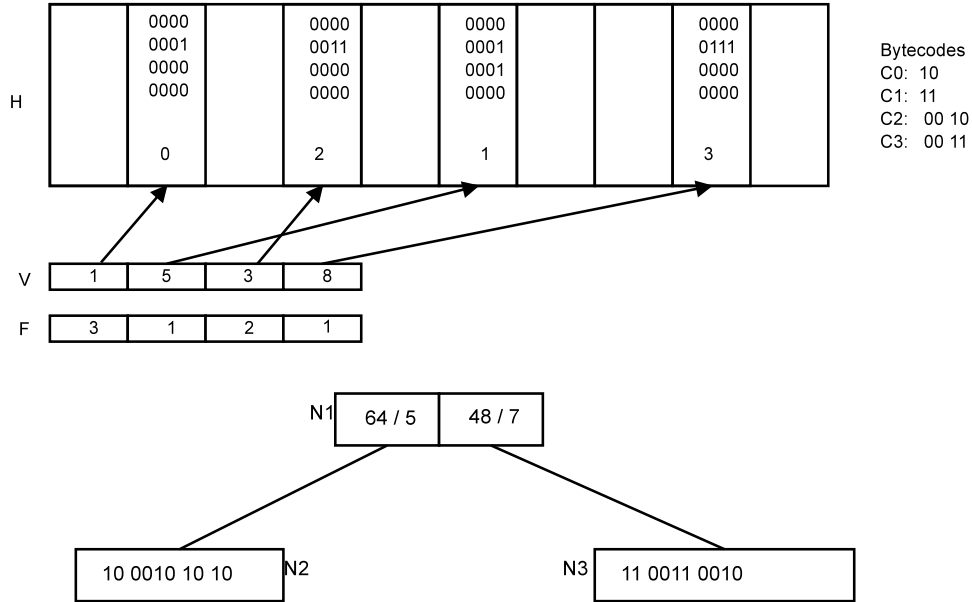 0000 0000 0000 0000
0001 0011 0001 0111
0000 0000 0001 0000
0000 0000 0000 0000
H
0 2 1 3
Bytecodes
C0: 10
C1: 11
C2: 00 10
C3: 00 11
V 1 5 3 8
F 3 1 2 1
N1 64 / 5 48 / 7
10 0010 10 10 N2
N3 11 0011 0010